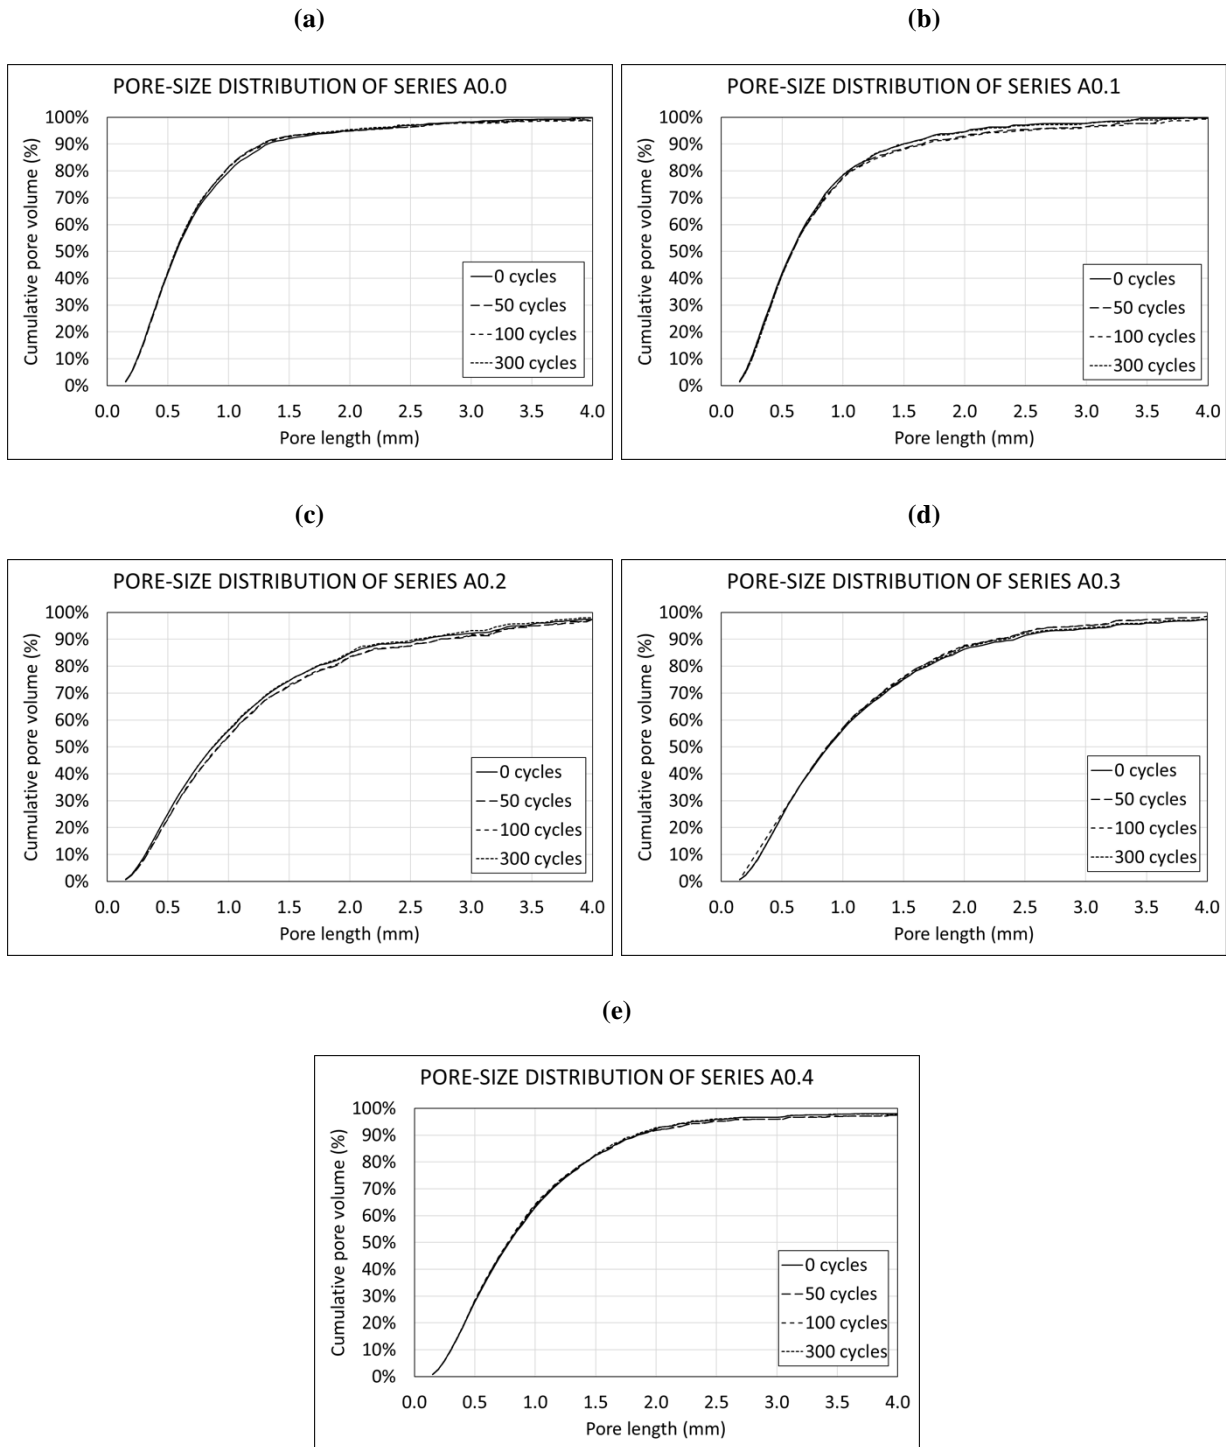 (a)
(b)
PORE-SIZE DISTRIBUTION OF SERIES A0.0
Cumulative pore volume (%)
100%
90%
80%
70%
60%
50%
40%
30%
20%
10%
0%
0 cycles
50 cycles
100 cycles
300 cycles
0.0 0.5 1.0 1.5 2.0 2.5 3.0 3.5 4.0
Pore length (mm)
PORE-SIZE DISTRIBUTION OF SERIES A0.1
Cumulative pore volume (%)
100%
90%
80%
70%
60%
50%
40%
30%
20%
10%
0%
0 cycles
50 cycles
100 cycles
300 cycles
0.0 0.5 1.0 1.5 2.0 2.5 3.0 3.5 4.0
Pore length (mm)
(c)
(d)
PORE-SIZE DISTRIBUTION OF SERIES A0.2
Cumulative pore volume (%)
100%
90%
80%
70%
60%
50%
40%
30%
20%
10%
0%
0 cycles
50 cycles
100 cycles
300 cycles
0.0 0.5 1.0 1.5 2.0 2.5 3.0 3.5 4.0
Pore length (mm)
PORE-SIZE DISTRIBUTION OF SERIES A0.3
Cumulative pore volume (%)
100%
90%
80%
70%
60%
50%
40%
30%
20%
10%
0%
0 cycles
50 cycles
100 cycles
300 cycles
0.0 0.5 1.0 1.5 2.0 2.5 3.0 3.5 4.0
Pore length (mm)
(e)
PORE-SIZE DISTRIBUTION OF SERIES A0.4
Cumulative pore volume (%)
100%
90%
80%
70%
60%
50%
40%
30%
20%
10%
0%
0 cycles
50 cycles
100 cycles
300 cycles
0.0 0.5 1.0 1.5 2.0 2.5 3.0 3.5 4.0
Pore length (mm)